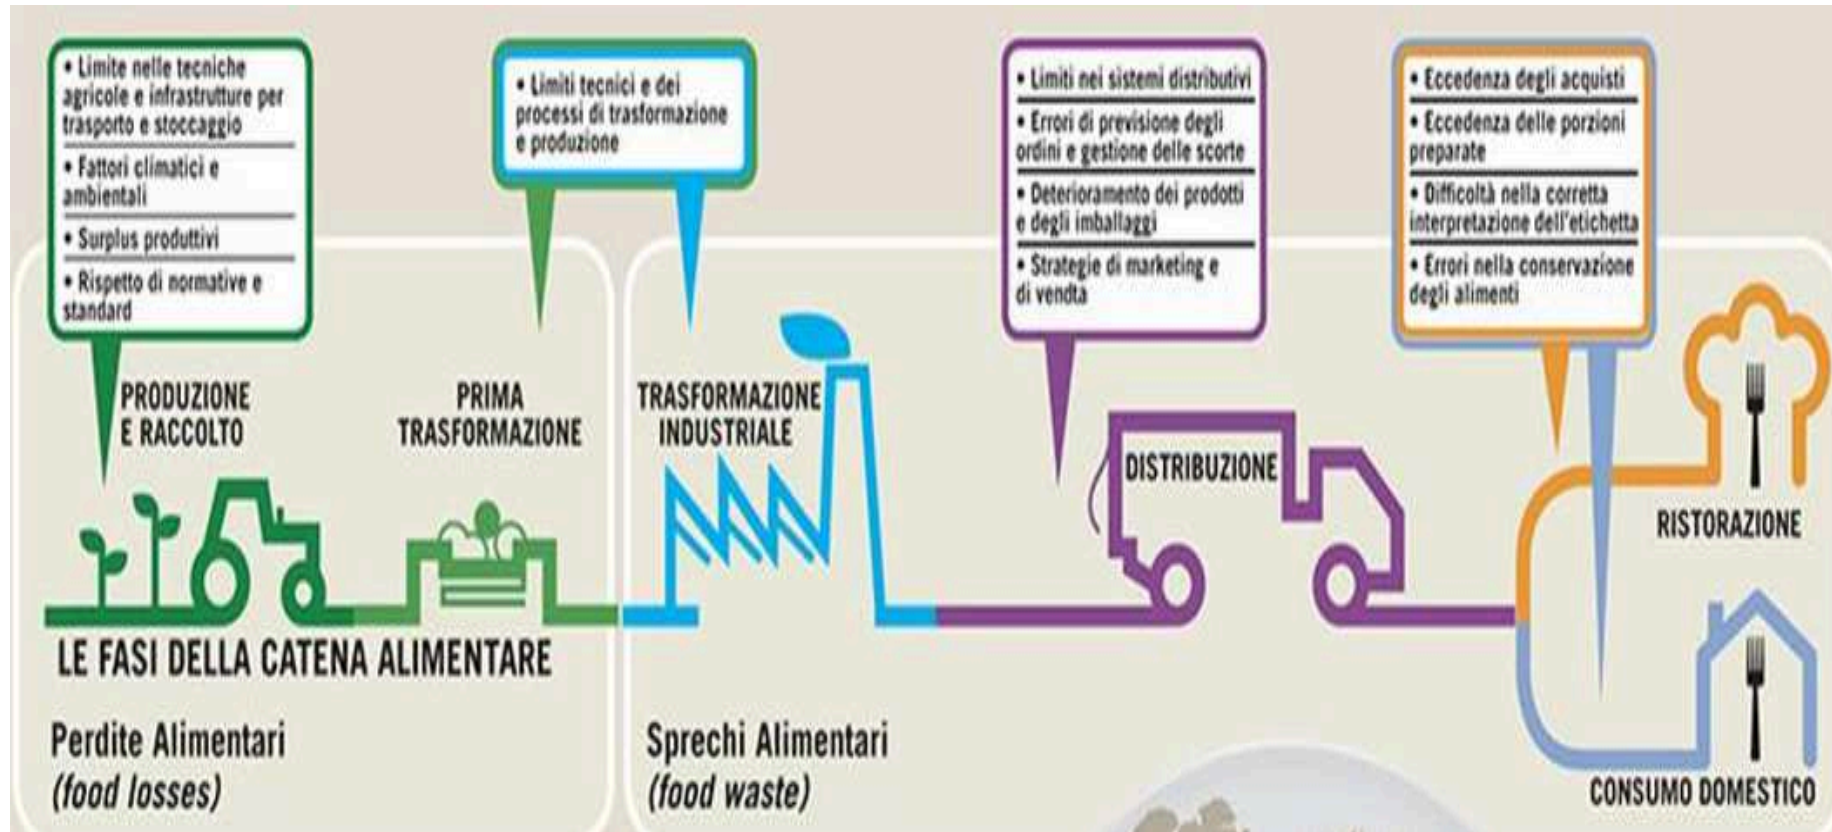 • Limite nelle tecniche
agricole e infrastrutture per
trasporto e stoccaggio
• Fattori climatici e
ambientali
• Surplus produttivi
• Rispetto di normative e
standard
• Limiti tecnici e dei
processi di trasformazione
e produzione
• Limiti nei sistemi distributivi
• Errori di previsione degli
ordini e gestione delle scorte
• Deterioramento dei prodotti
e degli imballaggi
• Strategie di marketing e
di vendta
• Eccedenza degli acquisti
• Eccedenza delle porzioni
preparate
• Difficoltà nella corretta
interpretazione dell'etichetta
• Errori nella conservazione
degli alimenti
PRODUZIONE
E RACCOLTO
PRIMA
TRASFORMAZIONE
TRASFORMAZIONE
INDUSTRIALE
DISTRIBUZIONE
RISTORAZIONE
CONSUMO DOMESTICO
LE FASI DELLA CATENA ALIMENTARE
Perdite Alimentari
(food losses)
Sprechi Alimentari
(food waste)